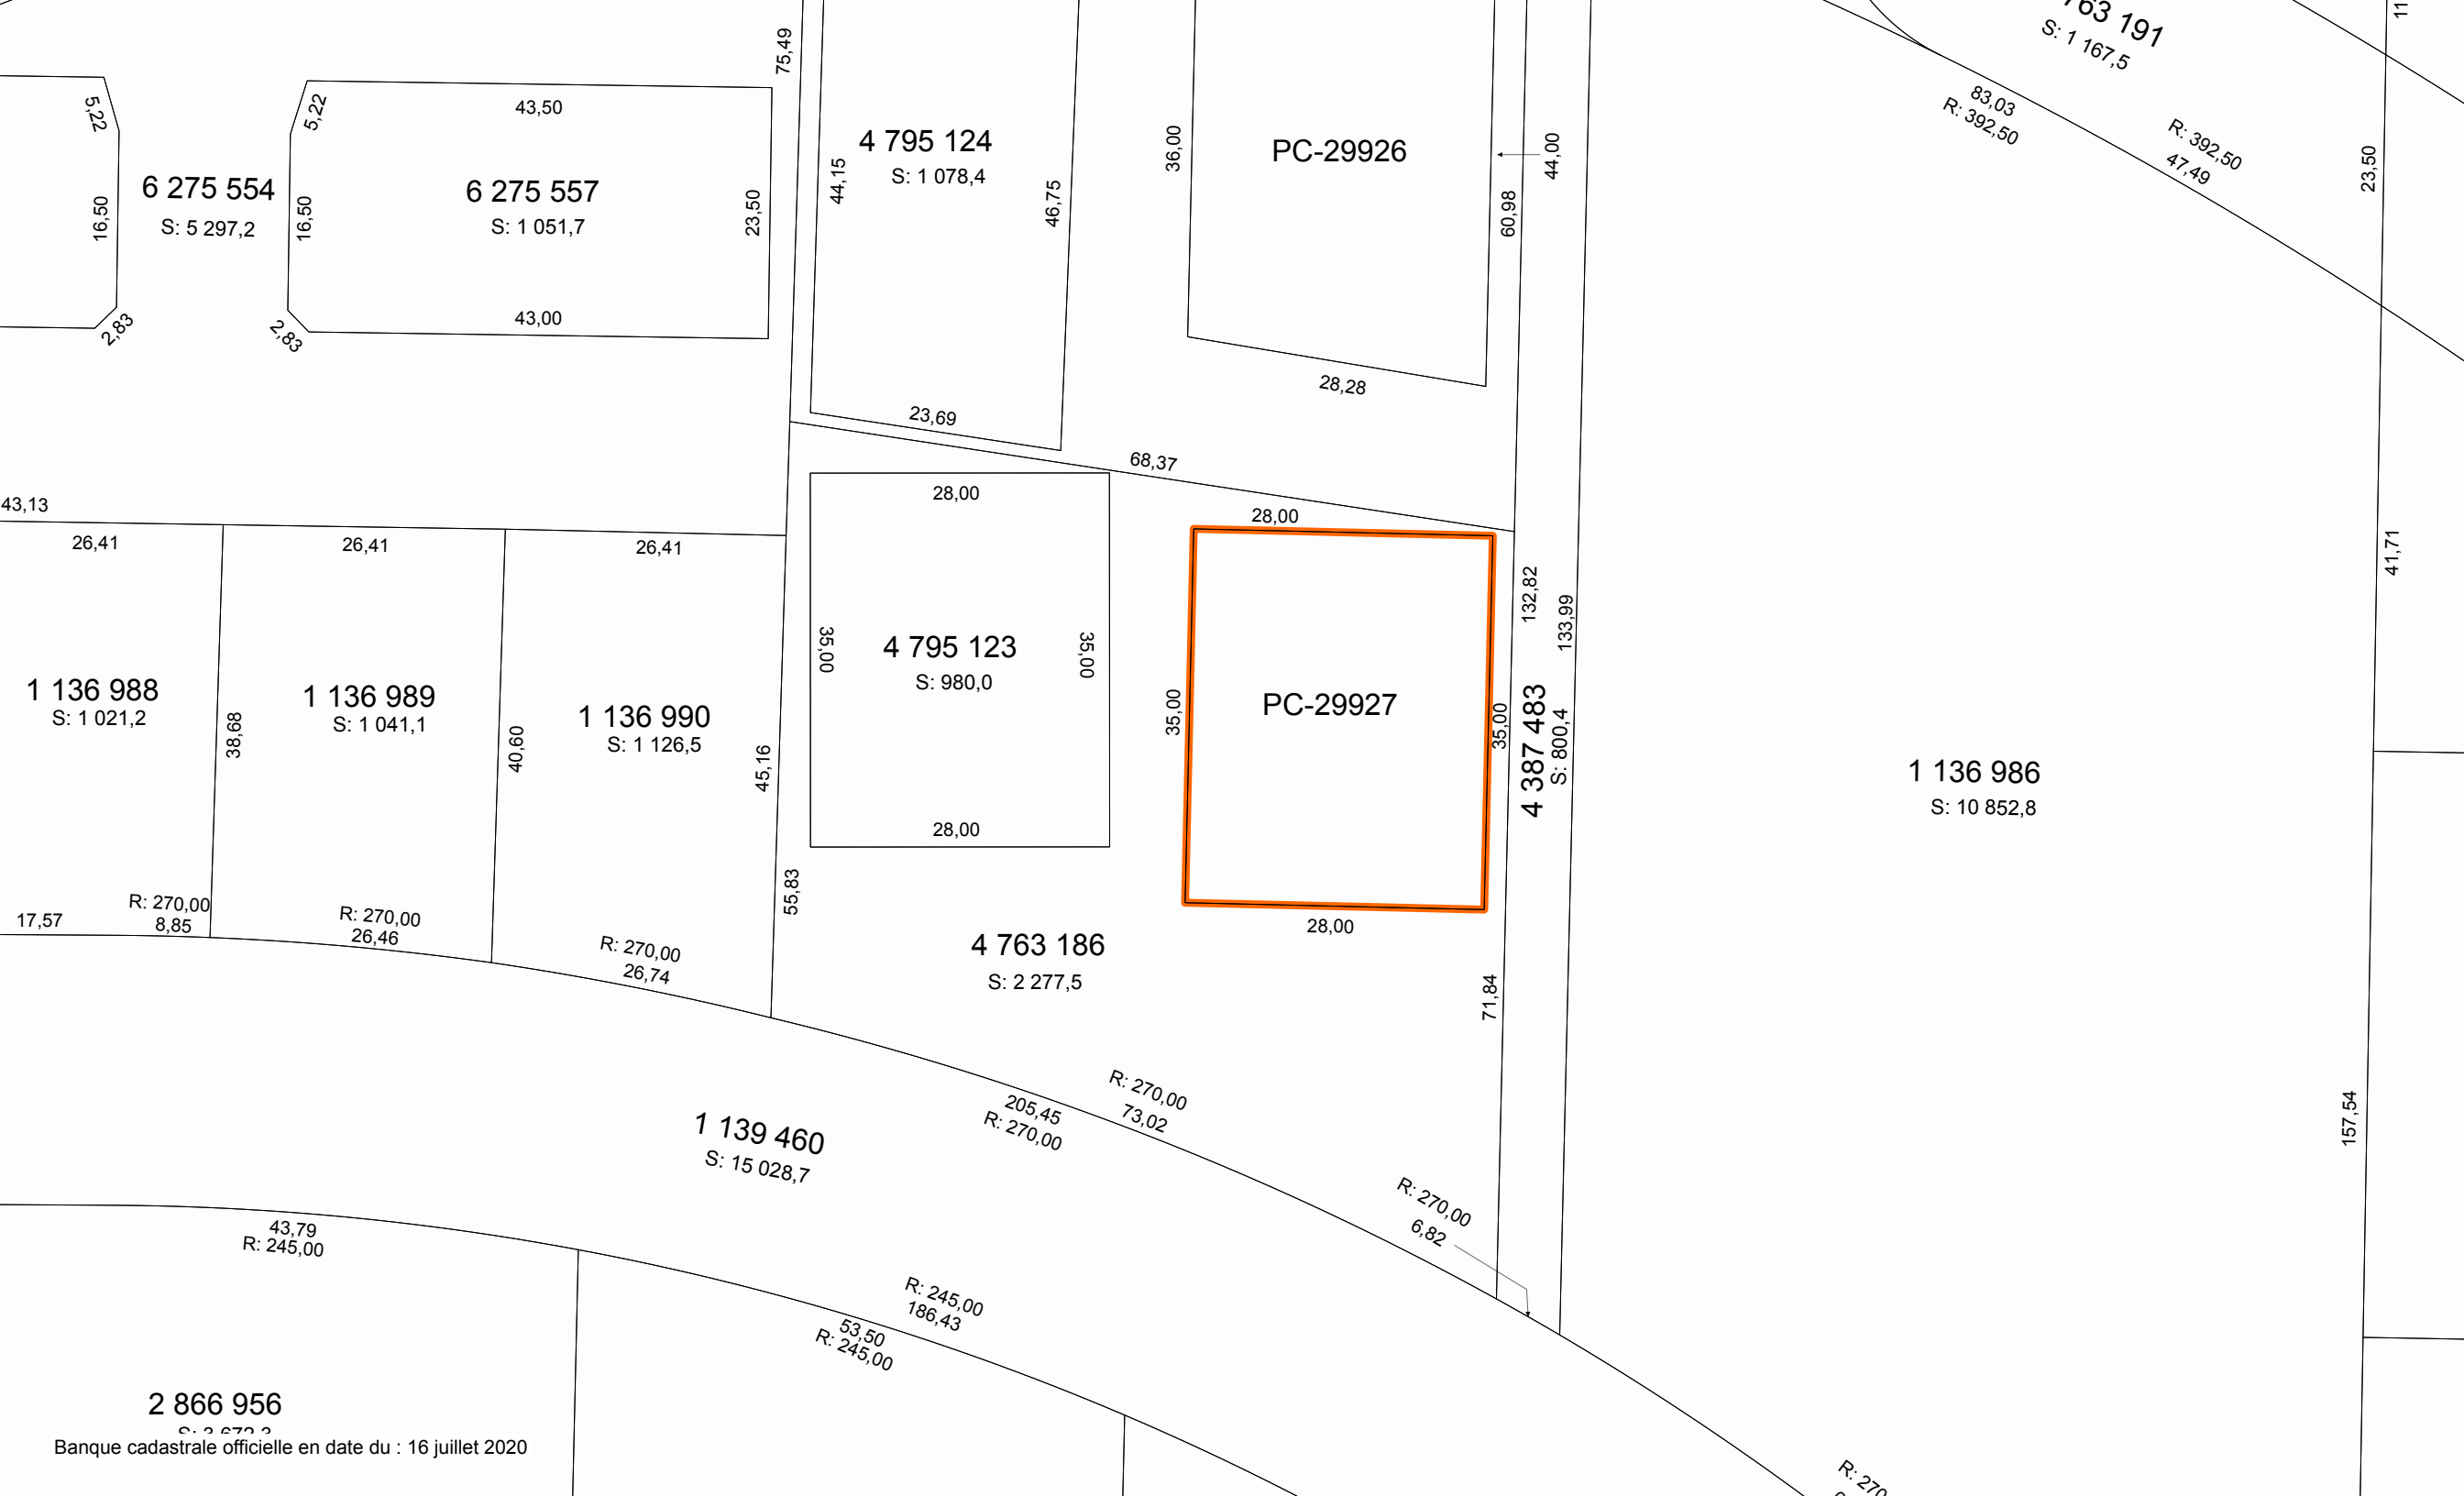 75,49
11
763 191
S: 1 167,5
5,22
5,22
43,50
83,03
R: 392,50
R: 392,50
47,49
4 795 124
S: 1 078,4
44,15
46,75
36,00
PC-29926
44,00
60,98
23,50
6 275 554
S: 5 297,2
16,50
16,50
6 275 557
S: 1 051,7
23,50
43,00
2,83
2,83
28,28
23,69
68,37
43,13
26,41
26,41
26,41
28,00
28,00
41,71
132,82
133,99
35,00
4 795 123
S: 980,0
35,00
1 136 988
S: 1 021,2
38,68
1 136 989
S: 1 041,1
40,60
1 136 990
S: 1 126,5
45,16
35,00
PC-29927
35,00
4 387 483
S: 800,4
1 136 986
S: 10 852,8
28,00
55,83
R: 270,00
8,85
17,57
R: 270,00
26,46
R: 270,00
26,74
28,00
4 763 186
S: 2 277,5
71,84
R: 270,00
73,02
205,45
R: 270,00
1 139 460
S: 15 028,7
157,54
R: 270,00
6,82
43,79
R: 245,00
R: 245,00
186,43
53,50
R: 245,00
2 866 956
S: 3 672,3
Banque cadastrale officielle en date du : 16 juillet 2020
R: 270